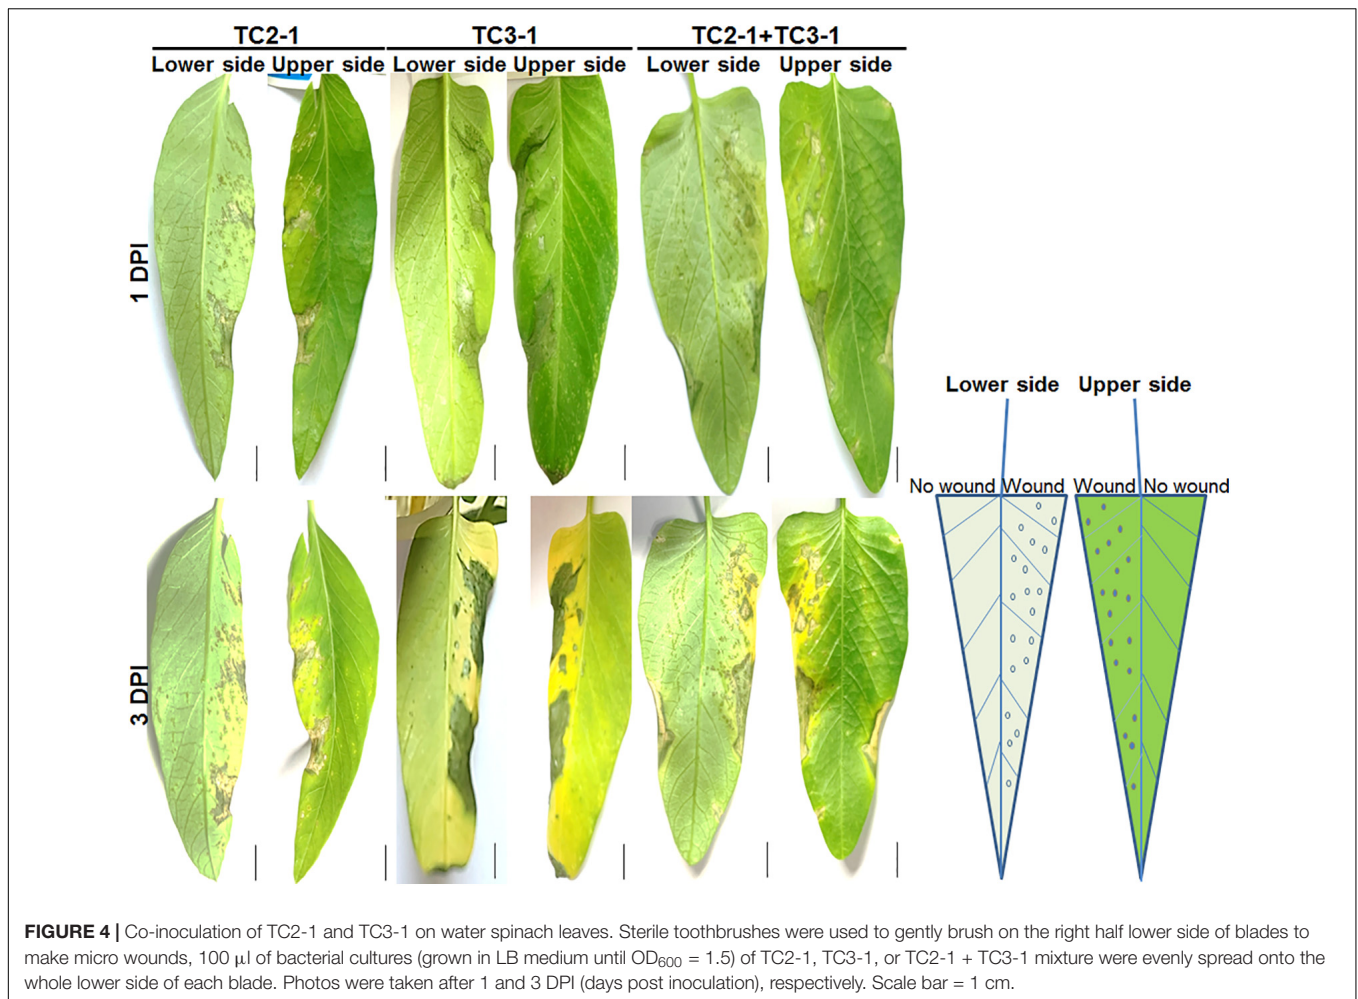 TC2-1 TC3-1 TC2-1+TC3-1
Lower side Upper side Lower side Upper side Lower side Upper side
1 DPI
Lower side Upper side
No wound Wound Wound No wound
3 DPI
FIGURE 4 | Co-inoculation of TC2-1 and TC3-1 on water spinach leaves. Sterile toothbrushes were used to gently brush on the right half lower side of blades to
make micro wounds, 100 μl of bacterial cultures (grown in LB medium until OD600 = 1.5) of TC2-1, TC3-1, or TC2-1 + TC3-1 mixture were evenly spread onto the
whole lower side of each blade. Photos were taken after 1 and 3 DPI (days post inoculation), respectively. Scale bar = 1 cm.